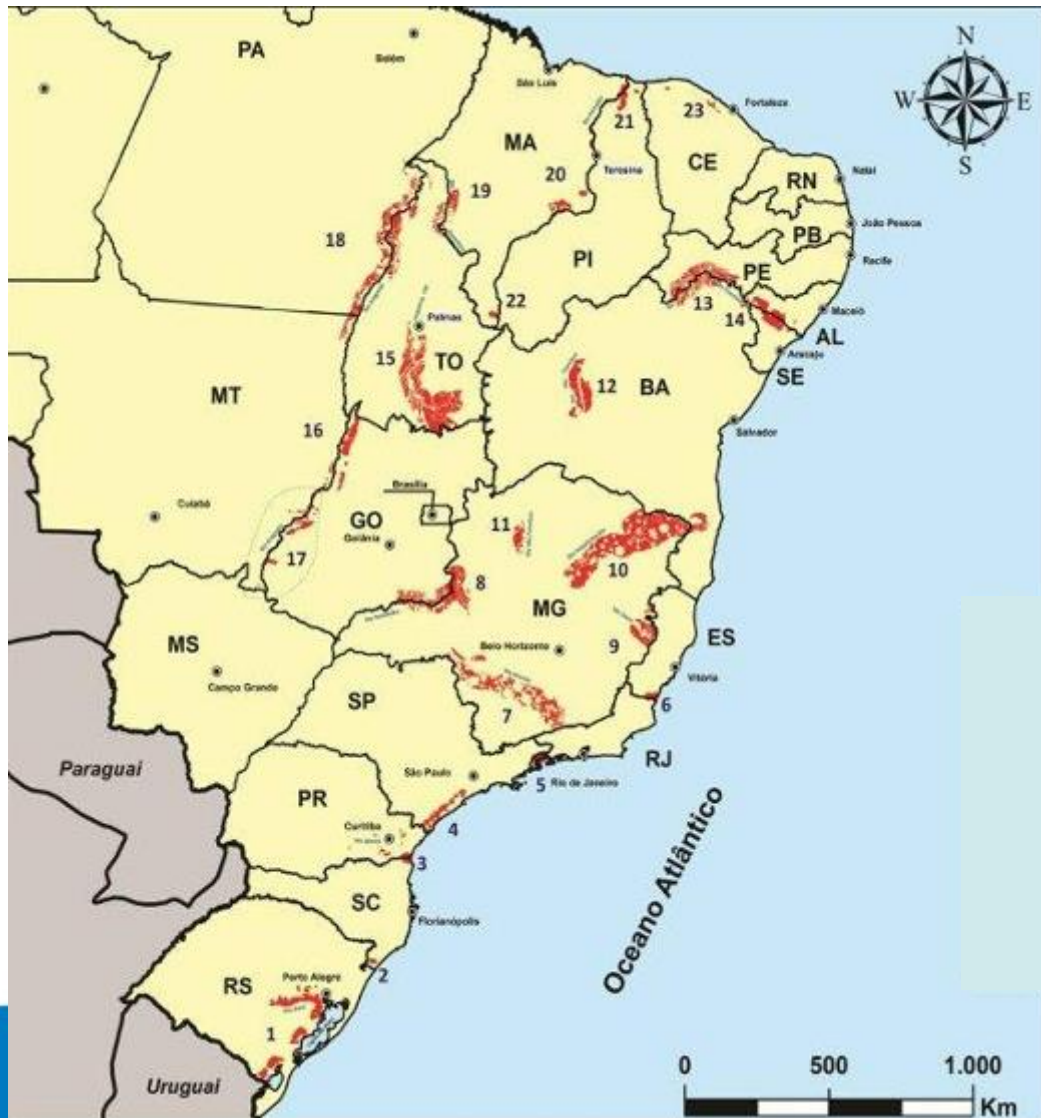 N
W E
S
PA
Belém
São Luís
MA
21
23
Fortaleza
CE
Teresina
20
19
RN
Natal
PB
João Pessoa
18
PI
PE
Recife
22
13
14
Maceió
AL
Aracaju
SE
Palmas
15
TO
12
BA
MT
16
Salvador
Cuiabá
Brasília
GO
Goiânia
17
11
10
8
MG
9
ES
Vitória
MS
Campo Grande
Belo Horizonte
SP
7
6
RJ
Paraguai
São Paulo
5
Rio de Janeiro
PR
4
Curitiba
3
Oceano Atlântico
SC
Florianópolis
2
RS
Porto Alegre
1
Uruguai
0 500 1.000
Km